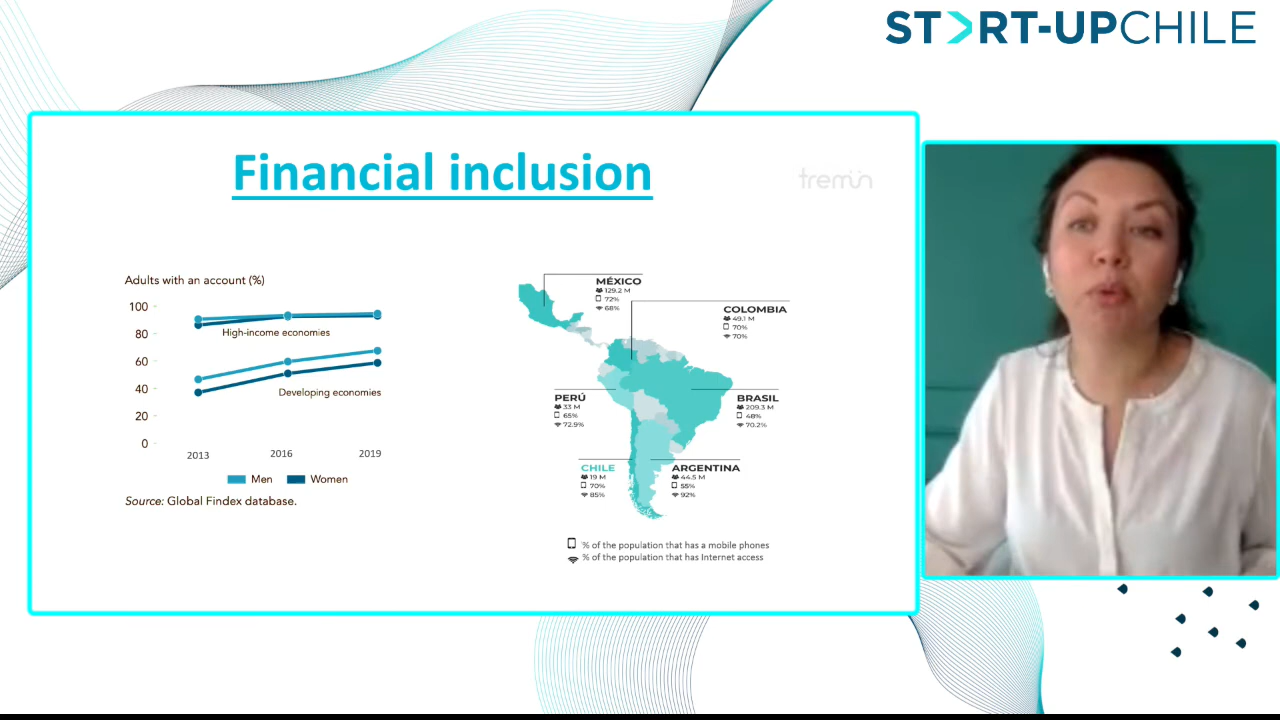 START-UPCHILE
Financial inclusion
tremün
Adults with an account (%)
100
80
60
40
20
0
High-income economies
Developing economies
2013
2016
2019
Men
Women
Source: Global Findex database.
MÉXICO
129.2 M
72%
68%
COLOMBIA
49.1 M
70%
70%
PERÚ
33 M
65%
72.9%
BRASIL
209.3 M
48%
70.2%
CHILE
19 M
70%
85%
ARGENTINA
44.5 M
55%
92%
% of the population that has a mobile phones
% of the population that has Internet access